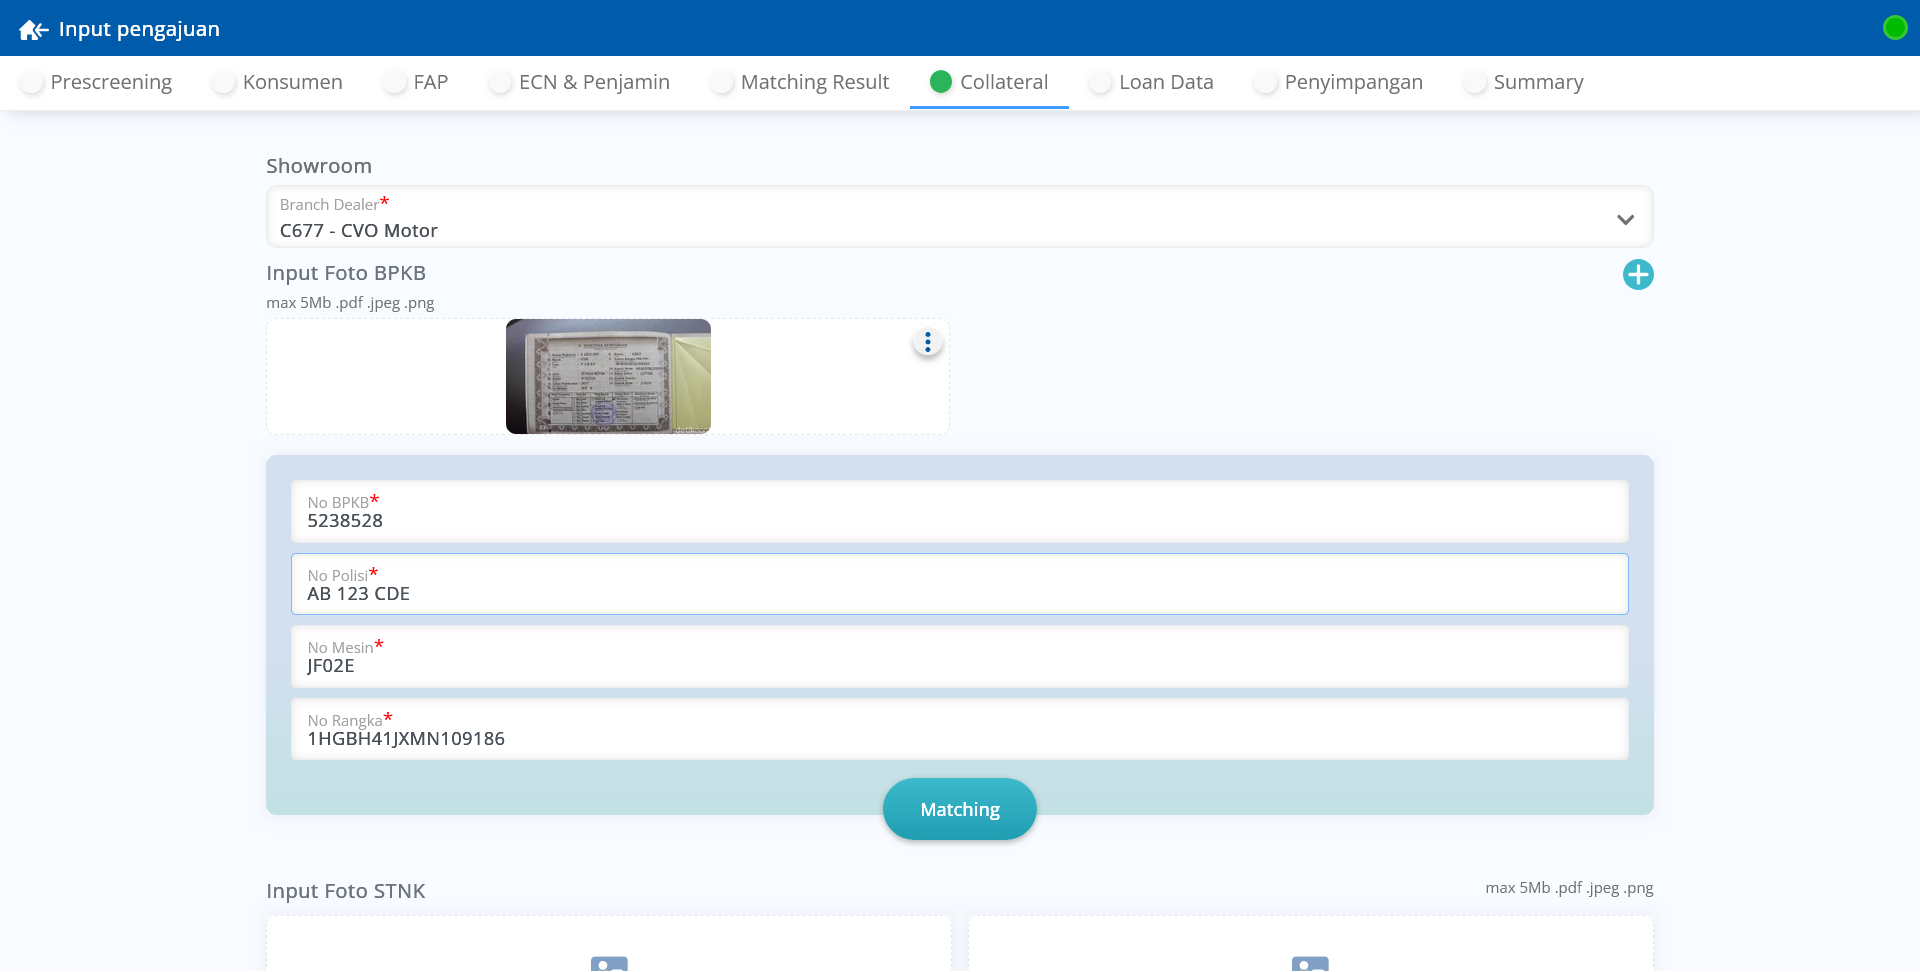 Input pengajuan
Prescreening Konsumen FAP ECN & Penjamin Matching Result Collateral Loan Data Penyimpangan Summary
Showroom
Branch Dealer*
C677 - CVO Motor
Input Foto BPKB
max 5Mb .pdf .jpeg .png
No BPKB*
5238528
No Polisi*
AB 123 CDE
No Mesin*
JF02E
No Rangka*
1HGBH41JXMN109186
Matching
Input Foto STNK
max 5Mb .pdf .jpeg .png